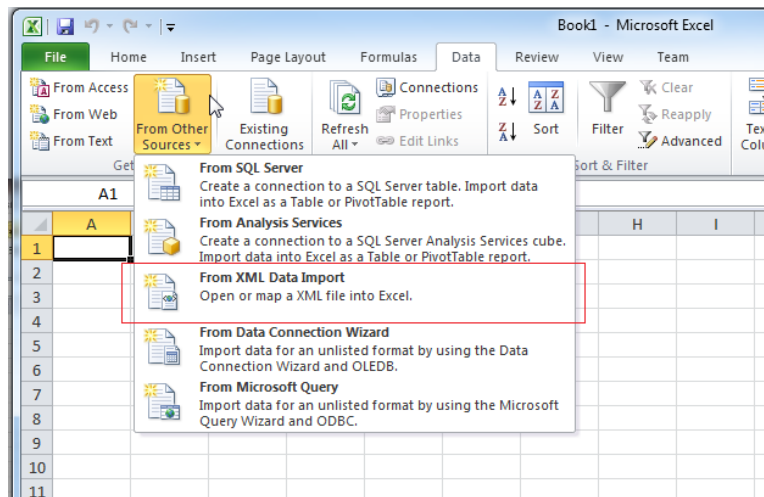 Book1 - Microsoft Excel
File Home Insert Page Layout Formulas Data Review View Team
From Access
From Web
From Text
From Other
Sources
Existing
Connections
Refresh
All
Connections
Properties
Edit Links
A
Z
Z
A
A Z
Z A
Sort
Filter
Clear
Reapply
Advanced
Sort & Filter
A1
From SQL Server
Create a connection to a SQL Server table. Import data
into Excel as a Table or PivotTable report.
From Analysis Services
Create a connection to a SQL Server Analysis Services cube.
Import data into Excel as a Table or PivotTable report.
From XML Data Import
Open or map a XML file into Excel.
From Data Connection Wizard
Import data for an unlisted format by using the Data
Connection Wizard and OLEDB.
From Microsoft Query
Import data for an unlisted format by using the Microsoft
Query Wizard and ODBC.
A H I
1
2
3
4
5
6
7
8
9
10
11